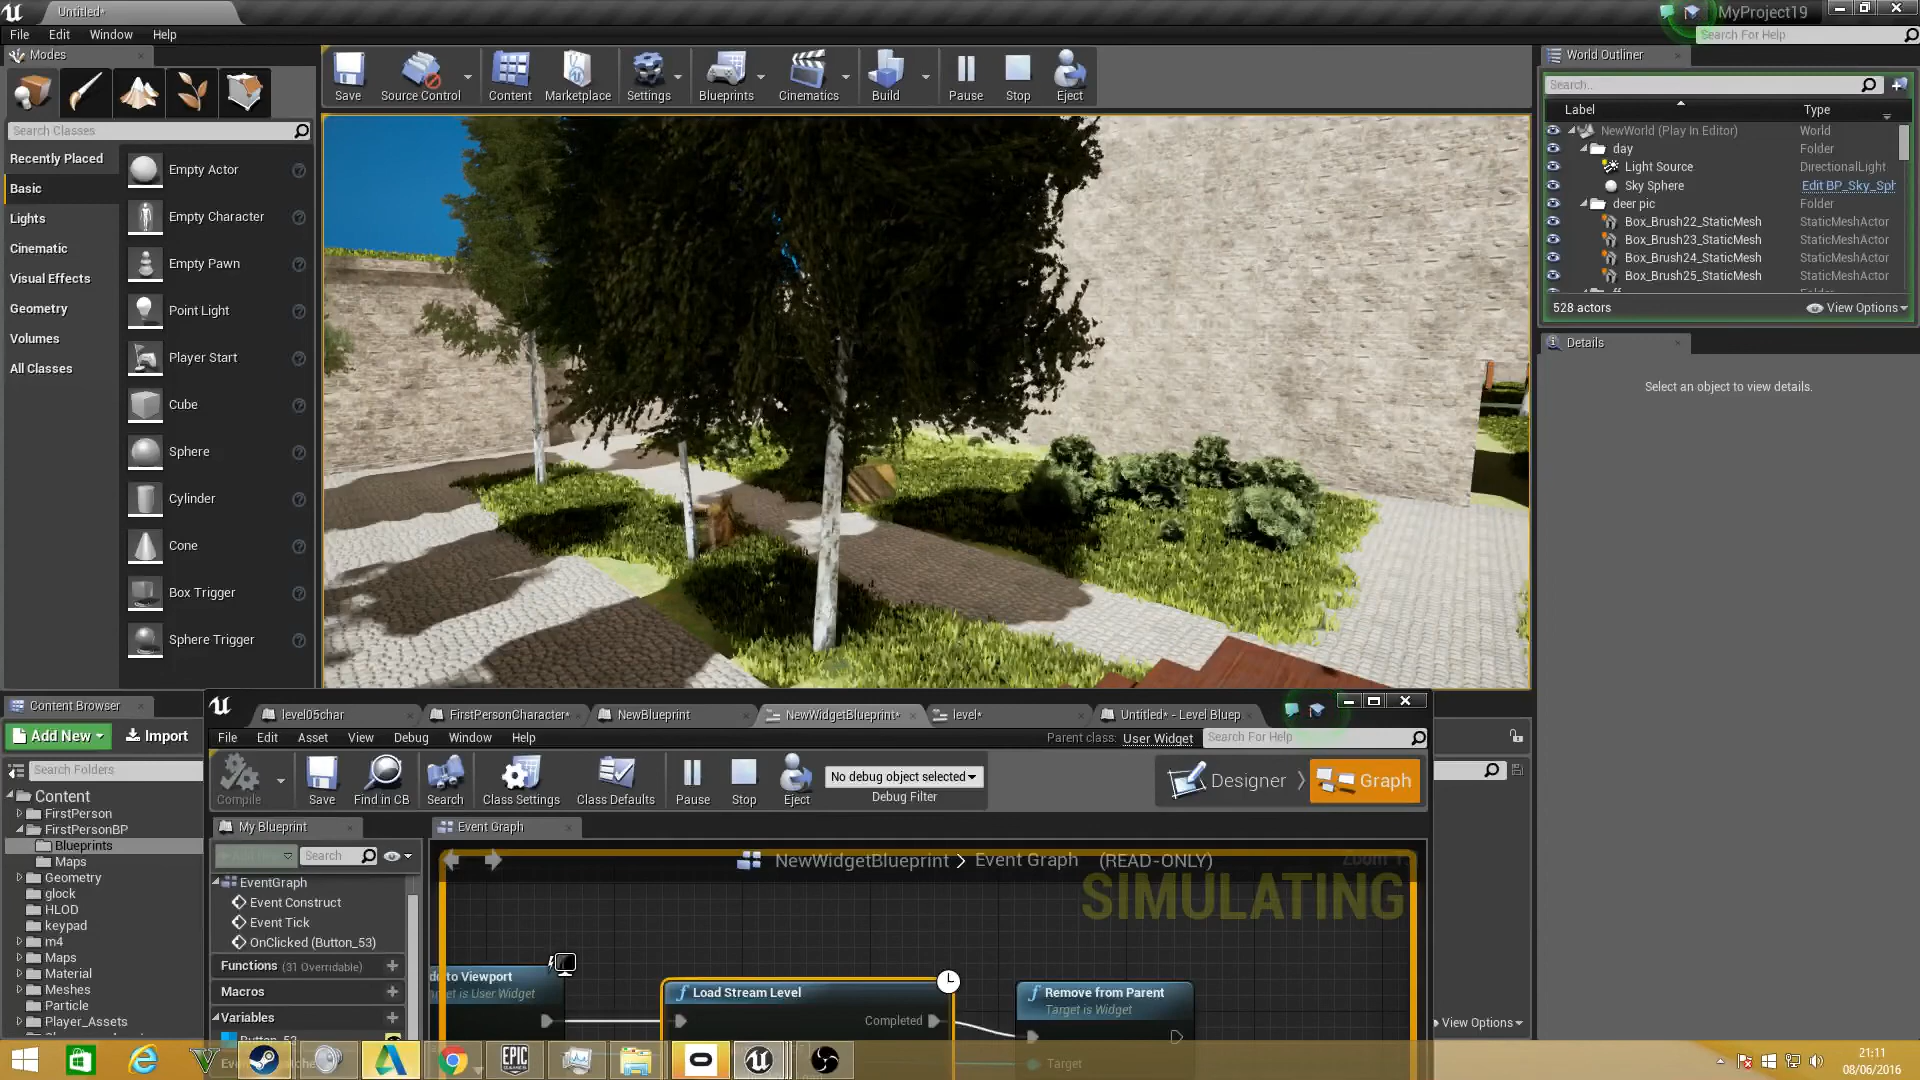 Untitled*
MyProject19
File Edit Window Help
Search For Help
Modes
Search Classes
Recently Placed
Basic
Lights
Cinematic
Visual Effects
Geometry
Volumes
All Classes
Empty Actor
Empty Character
Empty Pawn
Point Light
Player Start
Cube
Sphere
Cylinder
Cone
Box Trigger
Sphere Trigger
Save Source Control Content Marketplace Settings Blueprints Cinematics Build Pause Stop Eject
World Outliner
Search...
Label Type
NewWorld (Play In Editor) World
day Folder
Light Source DirectionalLight
Sky Sphere Edit BP_Sky_Sph
deer pic Folder
Box_Brush22_StaticMesh StaticMeshActor
Box_Brush23_StaticMesh StaticMeshActor
Box_Brush24_StaticMesh StaticMeshActor
Box_Brush25_StaticMesh StaticMeshActor
528 actors View Options
Details
Select an object to view details.
Content Browser
Add New Import
Search Folders
Content
FirstPerson
FirstPersonBP
Blueprints
Maps
Geometry
glock
HLOD
keypad
m4
Maps
Material
Meshes
Particle
Player_Assets
level05char FirstPersonCharacter* NewBlueprint NewWidgetBlueprint* level* Untitled* - Level Bluep
File Edit Asset View Debug Window Help
Parent class: User Widget Search For Help
Compile Save Find in CB Search Class Settings Class Defaults Pause Stop Eject
No debug object selected
Debug Filter
Designer Graph
My Blueprint
Search
EventGraph
Event Construct
Event Tick
OnClicked (Button_53)
Functions (31 Overridable)
Macros
Variables
Button_53
Event Graph
NewWidgetBlueprint > Event Graph (READ-ONLY)
SIMULATING
d to Viewport
rget is User Widget
Load Stream Level
Completed
Remove from Parent
Target is Widget
Target
View Options
EPIC
21:11
08/06/2016